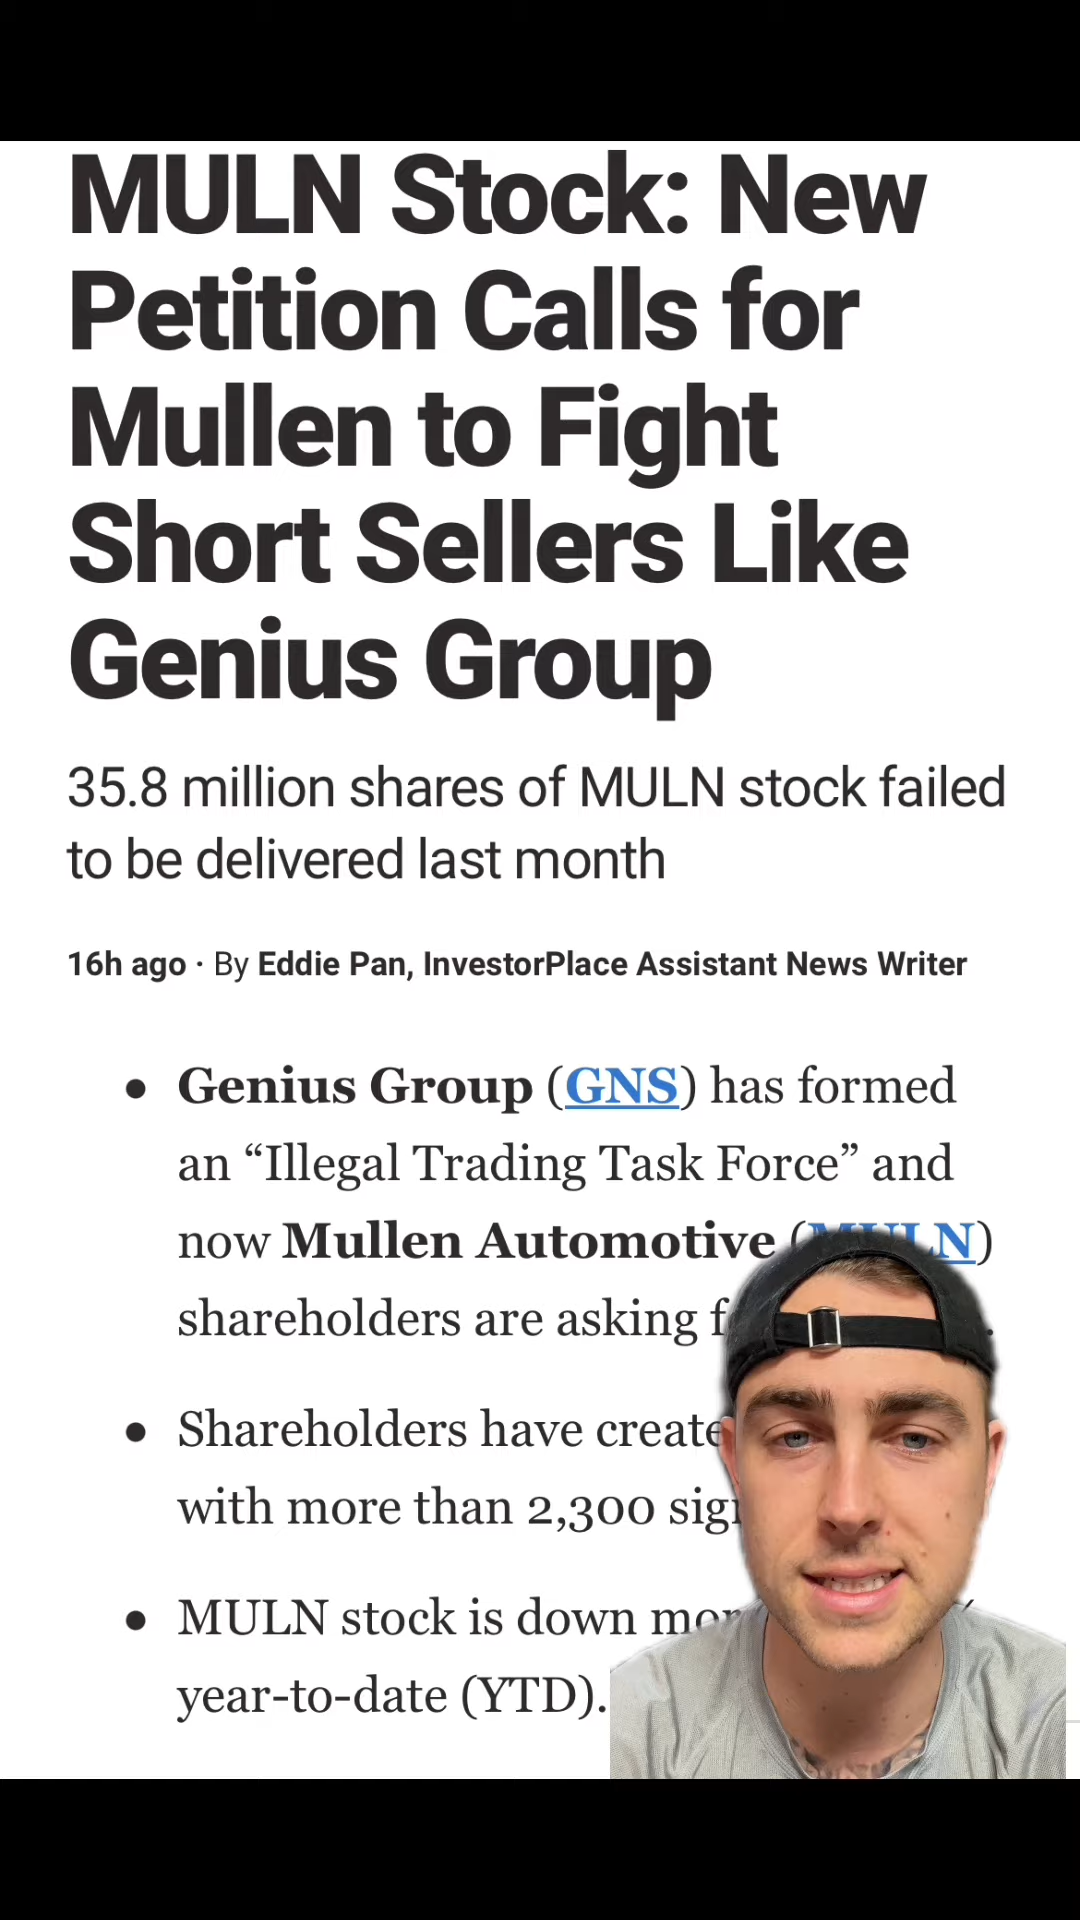 MULN Stock: New
Petition Calls for
Mullen to Fight
Short Sellers Like
Genius Group
35.8 million shares of MULN stock failed
to be delivered last month
16h ago · By Eddie Pan, InvestorPlace Assistant News Writer
• Genius Group (GNS) has formed
an “Illegal Trading Task Force” and
now Mullen Automotive (MULN)
shareholders are asking
• Shareholders have
with more than 2,300
• MULN stock is down
year-to-date (YTD).